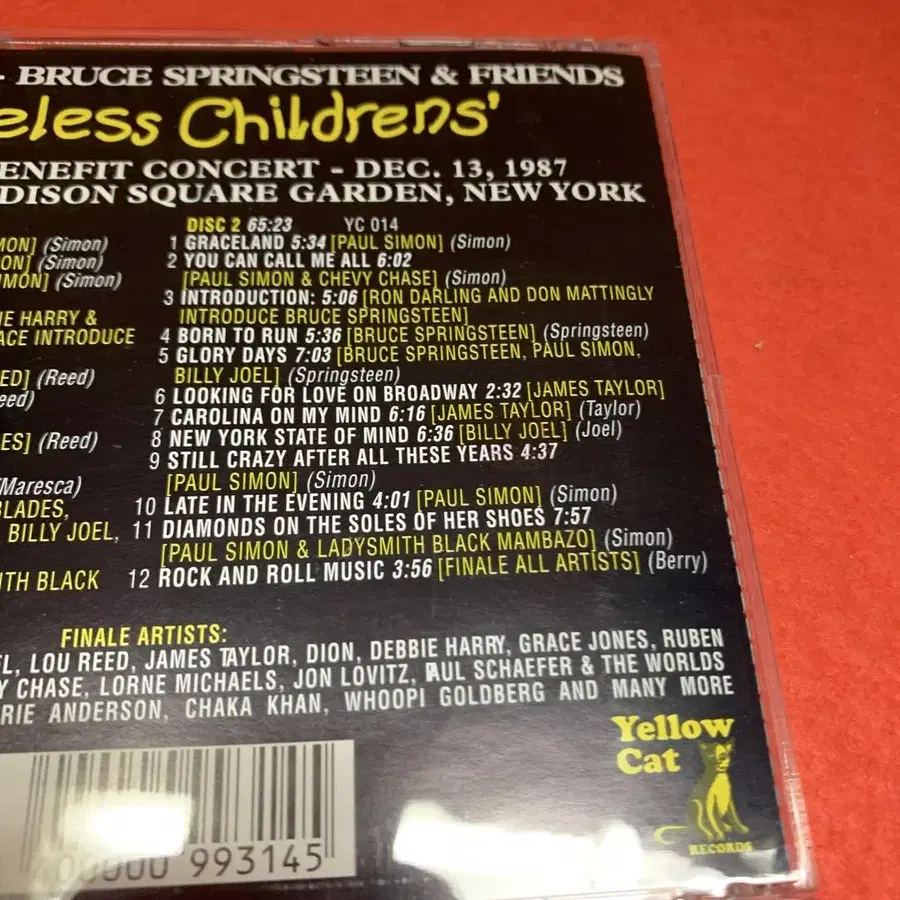 - BRUCE SPRINGSTEEN & FRIENDS
eless Childrens'
ENEFIT CONCERT - DEC. 13, 1987
DISON SQUARE GARDEN, NEW YORK
MON] (Simon)
ON] (Simon)
IMON] (Simon)
IE HARRY &
ACE INTRODUCE
ED] (Reed)
eed)
ES] (Reed)
(Maresca)
BLADES,
BILLY JOEL,
ITH BLACK
DISC 2 65:23 YC 014
1 GRACELAND 5:34 [PAUL SIMON] (Simon)
2 YOU CAN CALL ME ALL 6:02
[PAUL SIMON & CHEVY CHASE] (Simon)
3 INTRODUCTION: 5:06 [RON DARLING AND DON MATTINGLY
INTRODUCE BRUCE SPRINGSTEEN]
4 BORN TO RUN 5:36 [BRUCE SPRINGSTEEN] (Springsteen)
5 GLORY DAYS 7:03 [BRUCE SPRINGSTEEN, PAUL SIMON,
BILLY JOEL] (Springsteen)
6 LOOKING FOR LOVE ON BROADWAY 2:32 [JAMES TAYLOR]
7 CAROLINA ON MY MIND 6:16 [JAMES TAYLOR] (Taylor)
8 NEW YORK STATE OF MIND 6:36 [BILLY JOEL] (Joel)
9 STILL CRAZY AFTER ALL THESE YEARS 4:37
[PAUL SIMON] (Simon)
10 LATE IN THE EVENING 4:01 [PAUL SIMON] (Simon)
11 DIAMONDS ON THE SOLES OF HER SHOES 7:57
[PAUL SIMON & LADYSMITH BLACK MAMBAZO] (Simon)
12 ROCK AND ROLL MUSIC 3:56 [FINALE ALL ARTISTS] (Berry)
FINALE ARTISTS:
EL, LOU REED, JAMES TAYLOR, DION, DEBBIE HARRY, GRACE JONES, RUBEN
Y CHASE, LORNE MICHAELS, JON LOVITZ, PAUL SCHAEFER & THE WORLDS
RIE ANDERSON, CHAKA KHAN, WHOOPI GOLDBERG AND MANY MORE
Yellow
Cat
RECORDS
00000 993145